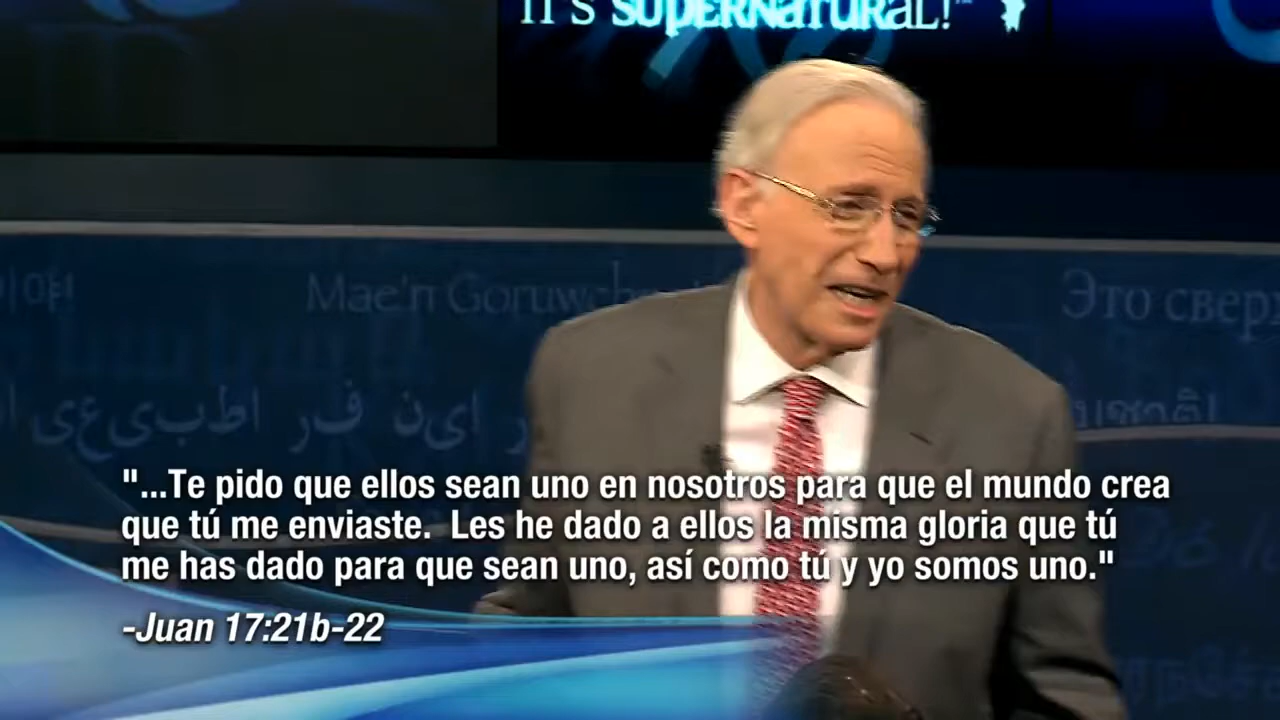 IT'S SUPERNATURAL!™
Mae'n
Это
"...Te pido que ellos sean uno en nosotros para que el mundo crea
que tú me enviaste.  Les he dado a ellos la misma gloria que tú
me has dado para que sean uno, así como tú y yo somos uno."
-Juan 17:21b-22